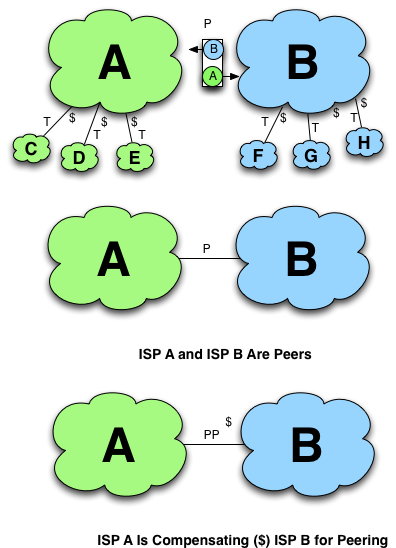 P
A
B
A
B
T
$
$
T
$
T
T
$
T
$
T
$
C
D
E
F
G
H
A
P
B
ISP A and ISP B Are Peers
A
PP
$
B
ISP A Is Compensating ($) ISP B for Peering